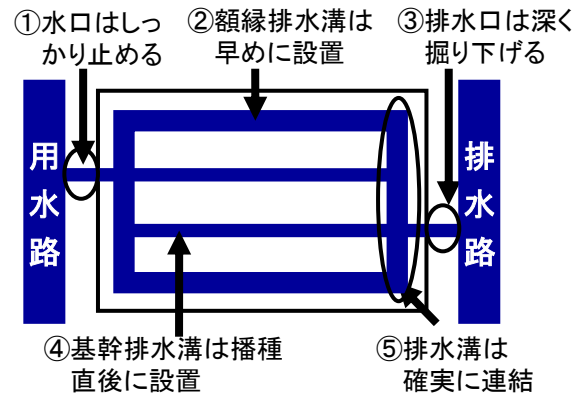 ①水口はしっ
かり止める
②額縁排水溝は
早めに設置
③排水口は深く
掘り下げる
用水路
排水路
④基幹排水溝は播種
直後に設置
⑤排水溝は
確実に連結